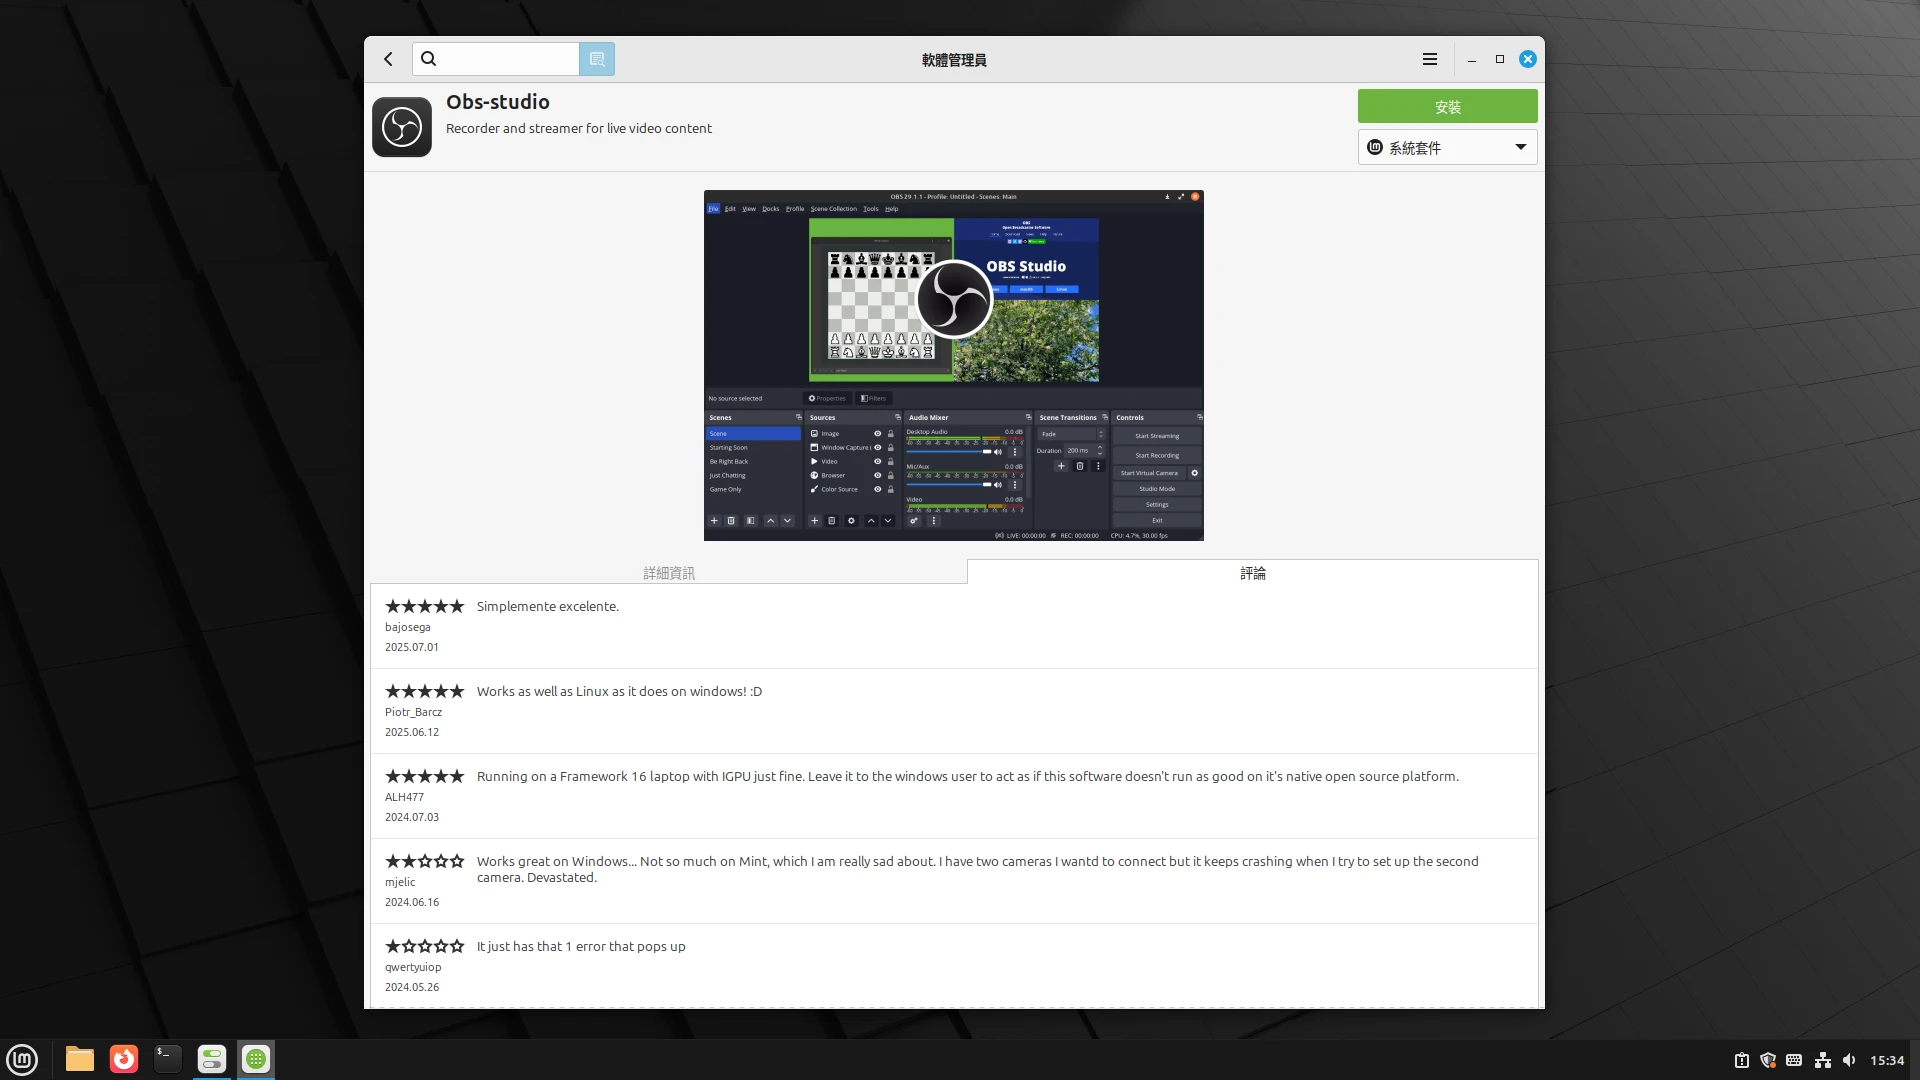 軟體管理員
Obs-studio
Recorder and streamer for live video content
安裝
系統套件
OBS 29.1.1 - Profile: Untitled - Scenes: Main
File Edit View Docks Profile Scene Collection Tools Help
OBS
Open Broadcaster Software
OBS Studio
macOS Linux
No source selected Properties Filters
Scenes Sources Audio Mixer Scene Transitions Controls
Scene
Starting Soon
Be Right Back
Just Chatting
Game Only
Image
Window Capture (
Video
Browser
Color Source
Desktop Audio 0.0 dB
Mic/Aux 0.0 dB
Video 0.0 dB
Fade
Duration 200 ms
Start Streaming
Start Recording
Start Virtual Camera
Studio Mode
Settings
Exit
LIVE: 00:00:00 REC: 00:00:00 CPU: 4.7%, 30.00 fps
詳細資訊 評論
Simplemente excelente.
bajosega
2025.07.01
Works as well as Linux as it does on windows! :D
Piotr_Barcz
2025.06.12
Running on a Framework 16 laptop with IGPU just fine. Leave it to the windows user to act as if this software doesn't run as good on it's native open source platform.
ALH477
2024.07.03
Works great on Windows... Not so much on Mint, which I am really sad about. I have two cameras I wantd to connect but it keeps crashing when I try to set up the second
camera. Devastated.
mjelic
2024.06.16
It just has that 1 error that pops up
qwertyuiop
2024.05.26
15:34